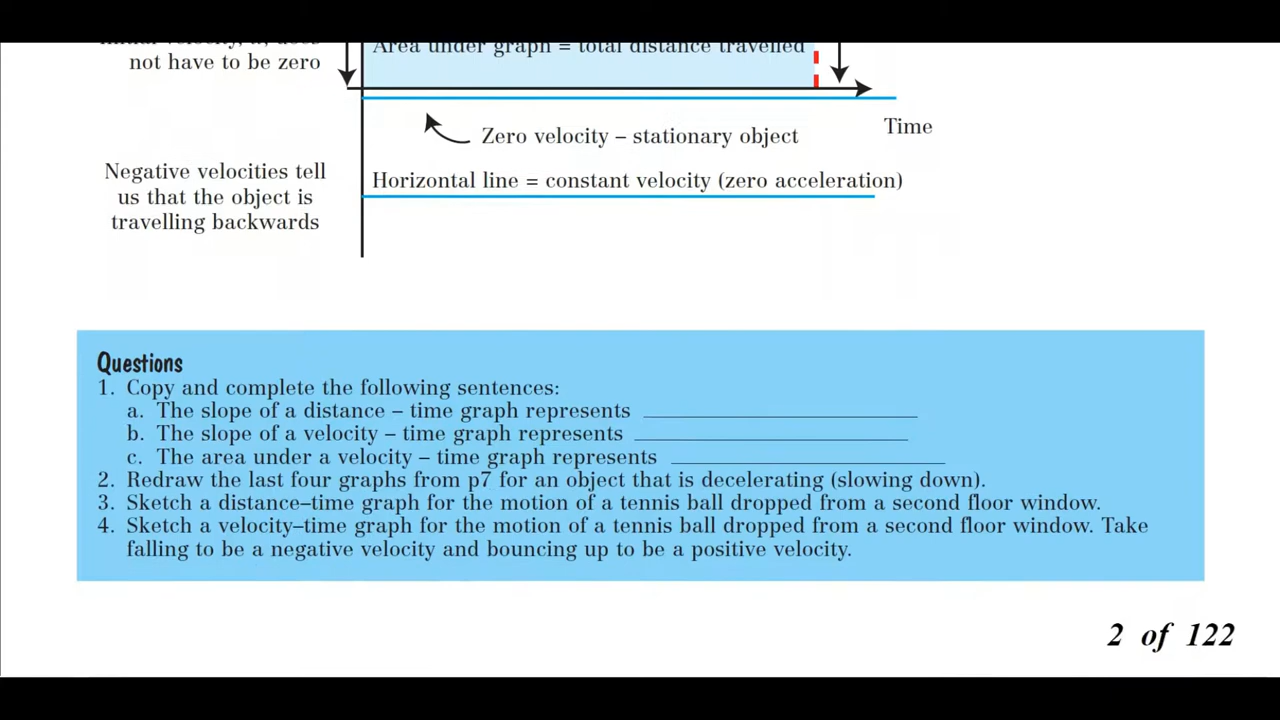 not have to be zero
Area under graph = total distance travelled
Time
Zero velocity – stationary object
Negative velocities tell
us that the object is
travelling backwards
Horizontal line = constant velocity (zero acceleration)
Questions
1. Copy and complete the following sentences:
a. The slope of a distance – time graph represents
b. The slope of a velocity – time graph represents
c. The area under a velocity – time graph represents
2. Redraw the last four graphs from p7 for an object that is decelerating (slowing down).
3. Sketch a distance–time graph for the motion of a tennis ball dropped from a second floor window.
4. Sketch a velocity–time graph for the motion of a tennis ball dropped from a second floor window. Take
falling to be a negative velocity and bouncing up to be a positive velocity.
2 of 122